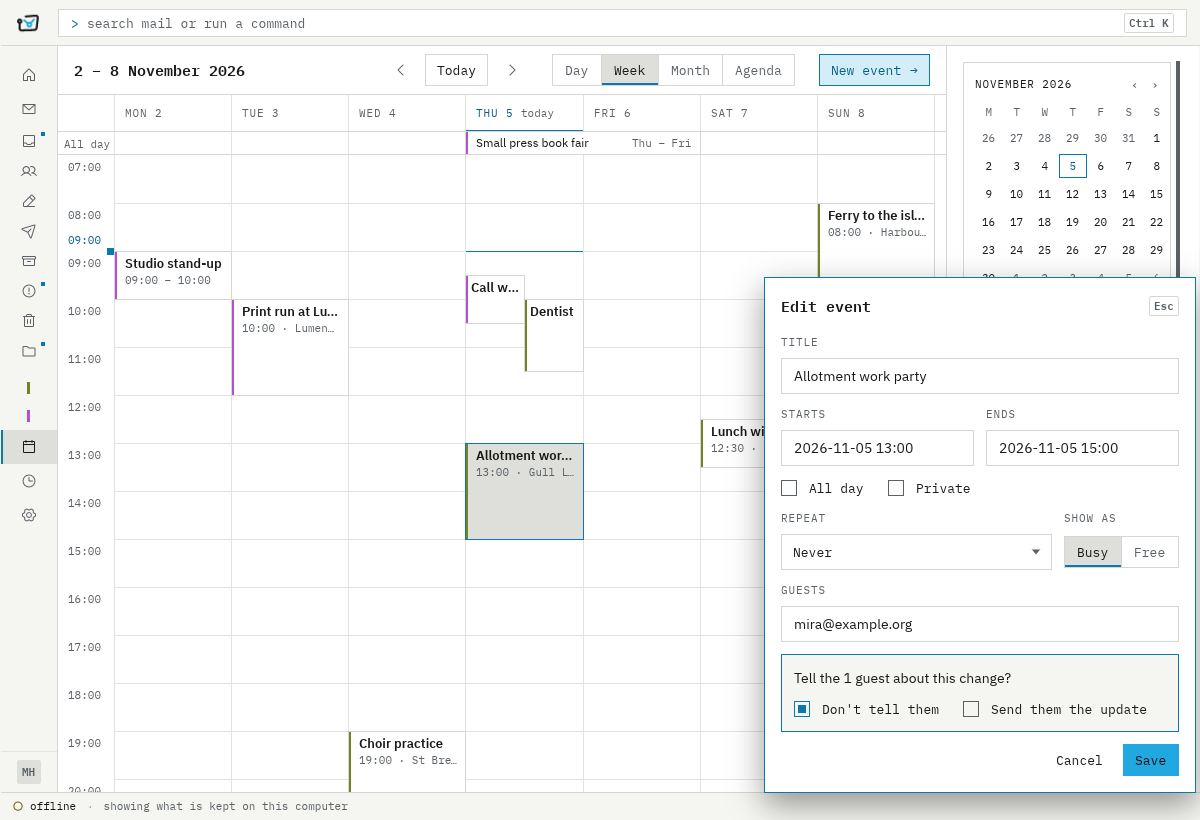 > search mail or run a command Ctrl K
2 – 8 November 2026 Today Day Week Month Agenda New event →
MON 2 TUE 3 WED 4 THU 5 today FRI 6 SAT 7 SUN 8
All day Small press book fair Thu – Fri
07:00
08:00
09:00
09:00
10:00
11:00
12:00
13:00
14:00
15:00
16:00
17:00
18:00
19:00
20:00
Studio stand-up
09:00 – 10:00
Print run at Lu…
10:00 · Lumen…
Choir practice
19:00 · St Bre…
Call w…
Dentist
Allotment wor…
13:00 · Gull L…
Lunch wi
12:30 ·
Ferry to the isl…
08:00 · Harbou…
NOVEMBER 2026 ‹ ›
M T W T F S S
26 27 28 29 30 31 1
2 3 4 5 6 7 8
9 10 11 12 13 14 15
16 17 18 19 20 21 22
23 24 25 26 27 28 29
Edit event Esc
TITLE
Allotment work party
STARTS ENDS
2026-11-05 13:00 2026-11-05 15:00
All day Private
REPEAT SHOW AS
Never Busy Free
GUESTS
mira@example.org
Tell the 1 guest about this change?
Don't tell them Send them the update
Cancel Save
MH
offline · showing what is kept on this computer